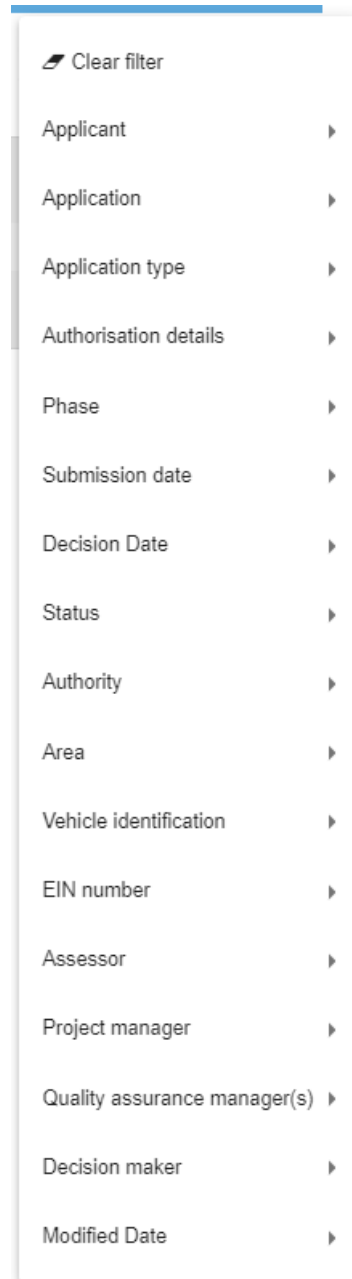 Clear filter
Applicant
Application
Application type
Authorisation details
Phase
Submission date
Decision Date
Status
Authority
Area
Vehicle identification
EIN number
Assessor
Project manager
Quality assurance manager(s)
Decision maker
Modified Date